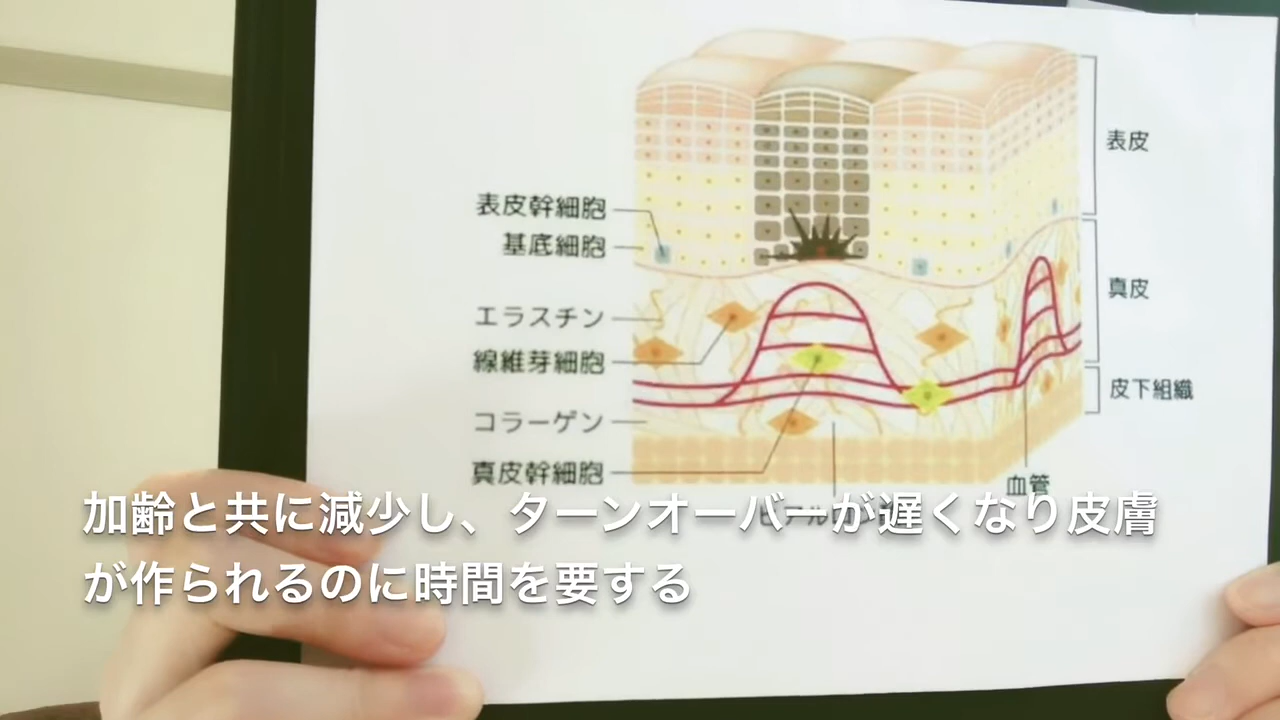 表皮
表皮幹細胞
基底細胞
真皮
エラスチン
線維芽細胞
皮下組織
コラーゲン
真皮幹細胞
血管
加齢と共に減少し、ターンオーバーが遅くなり皮膚
が作られるのに時間を要する